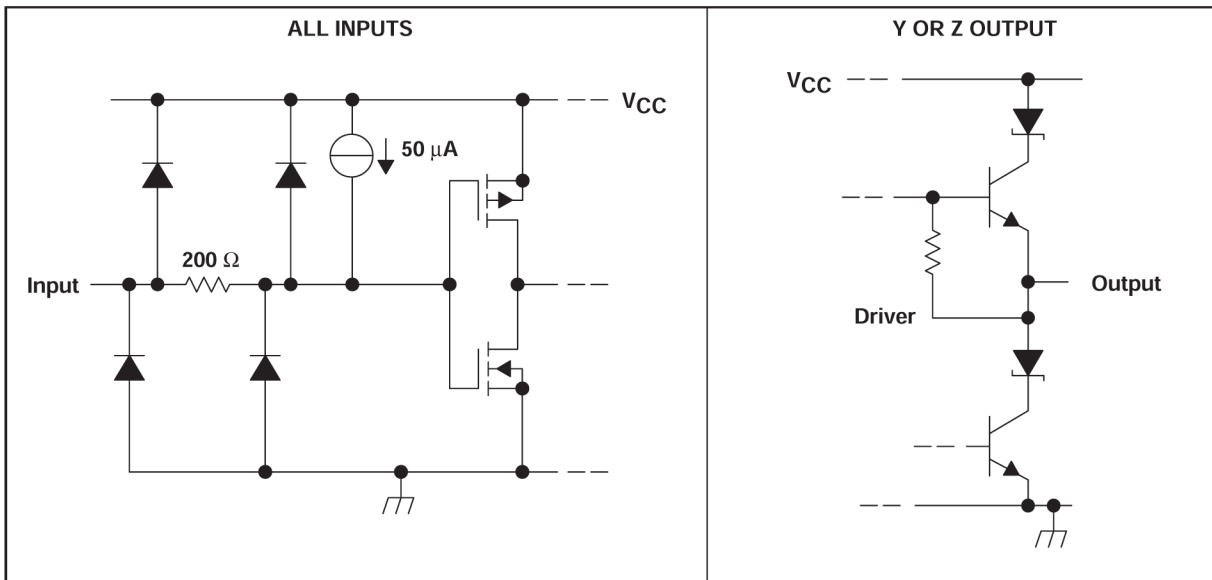 ALL INPUTS
VCC
50 μA
200 Ω
Input
Y OR Z OUTPUT
VCC
Output
Driver